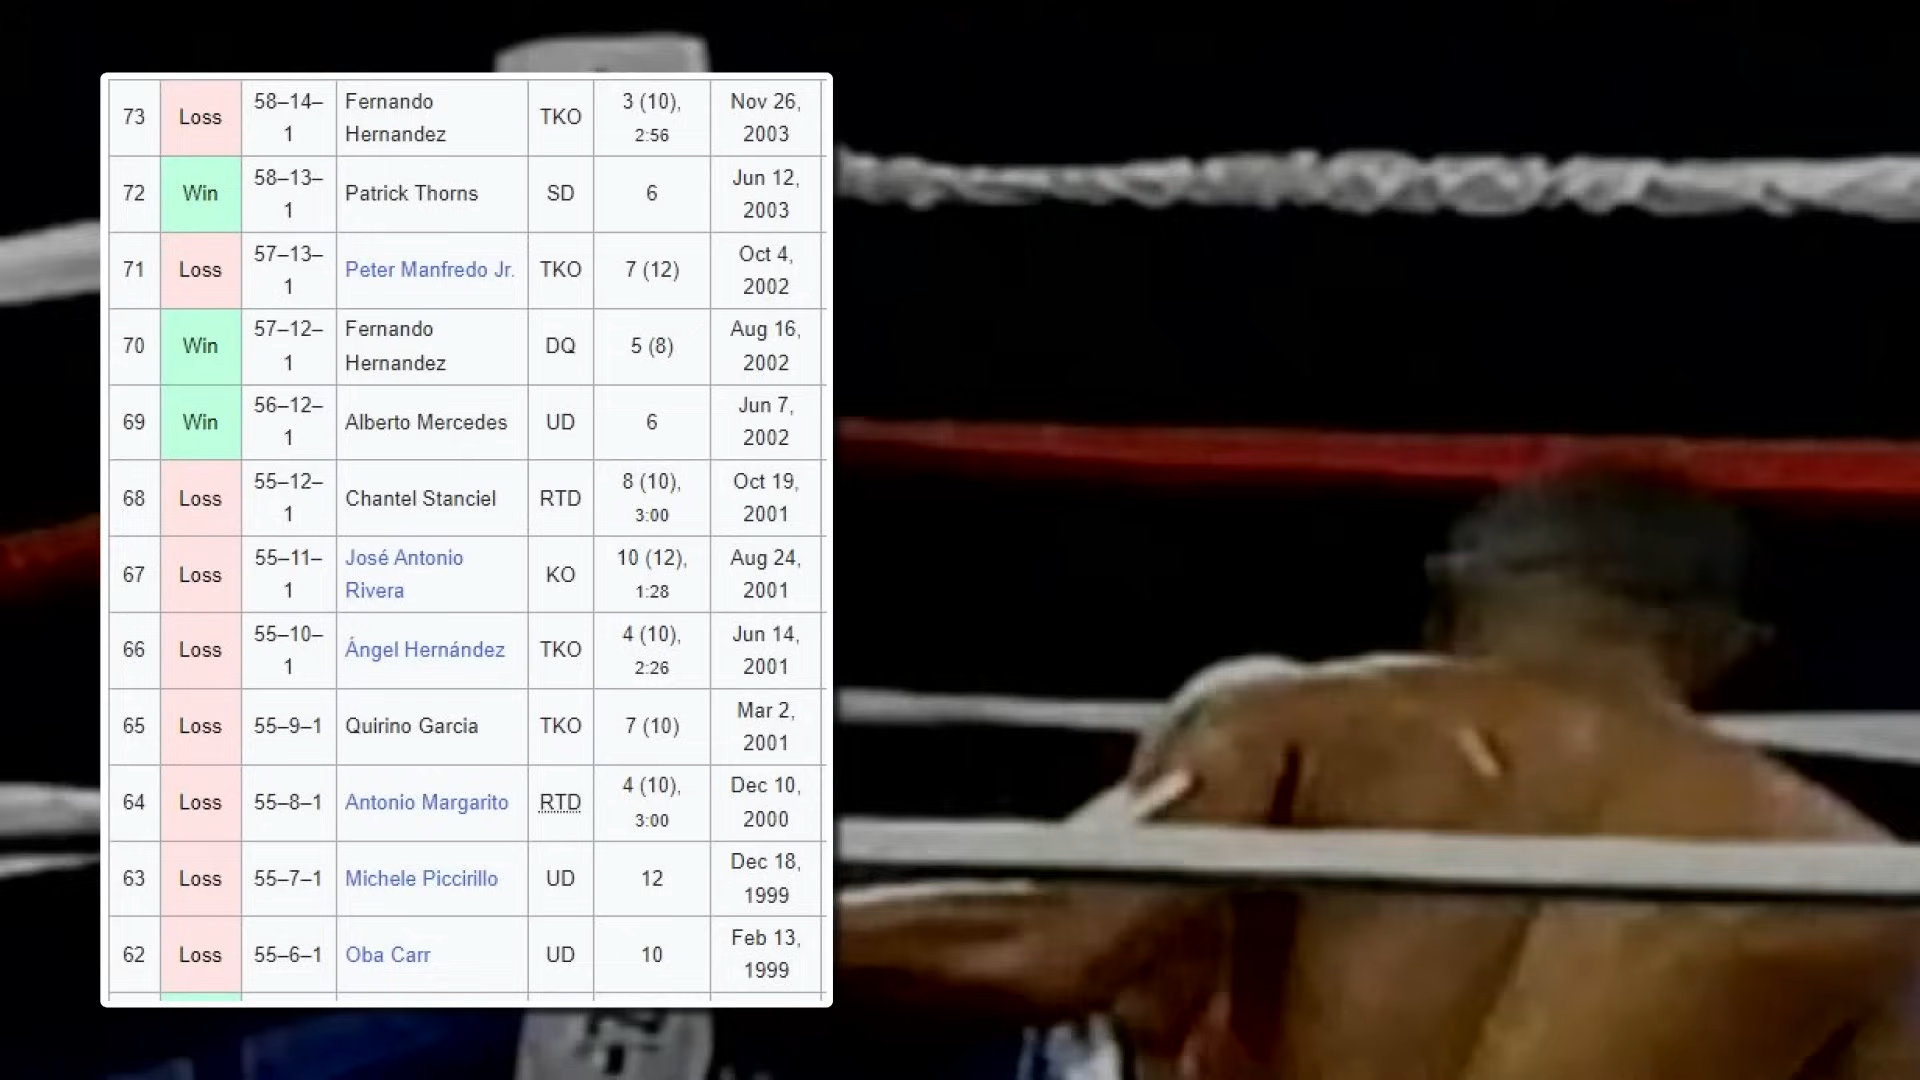 73 Loss 58–14–1 Fernando Hernandez TKO 3 (10), 2:56 Nov 26, 2003
72 Win 58–13–1 Patrick Thorns SD 6 Jun 12, 2003
71 Loss 57–13–1 Peter Manfredo Jr. TKO 7 (12) Oct 4, 2002
70 Win 57–12–1 Fernando Hernandez DQ 5 (8) Aug 16, 2002
69 Win 56–12–1 Alberto Mercedes UD 6 Jun 7, 2002
68 Loss 55–12–1 Chantel Stanciel RTD 8 (10), 3:00 Oct 19, 2001
67 Loss 55–11–1 José Antonio Rivera KO 10 (12), 1:28 Aug 24, 2001
66 Loss 55–10–1 Ángel Hernández TKO 4 (10), 2:26 Jun 14, 2001
65 Loss 55–9–1 Quirino Garcia TKO 7 (10) Mar 2, 2001
64 Loss 55–8–1 Antonio Margarito RTD 4 (10), 3:00 Dec 10, 2000
63 Loss 55–7–1 Michele Piccirillo UD 12 Dec 18, 1999
62 Loss 55–6–1 Oba Carr UD 10 Feb 13, 1999